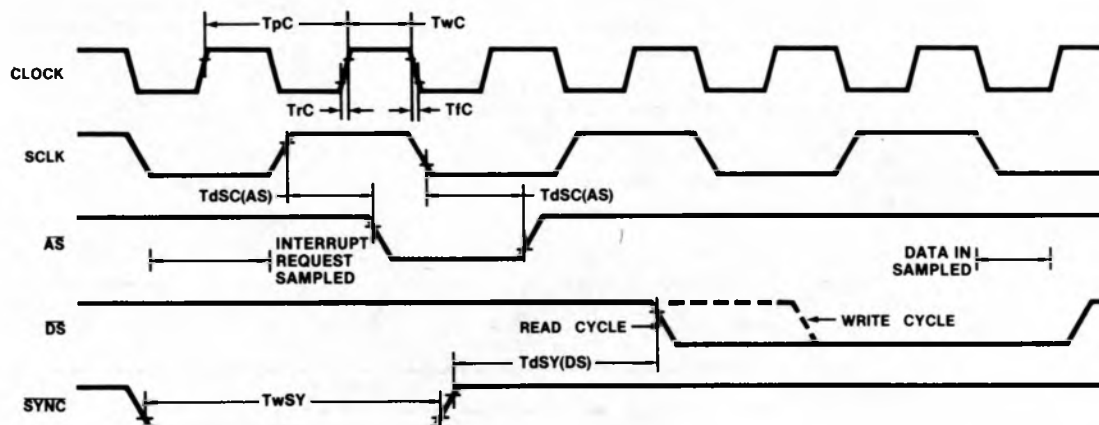 TpC
TwC
CLOCK
TrC
TfC
SCLK
TdSC(AS)
TdSC(AS)
AS
INTERRUPT
REQUEST
SAMPLED
DATA IN
SAMPLED
DS
READ CYCLE
WRITE CYCLE
TdSY(DS)
SYNC
TwSY